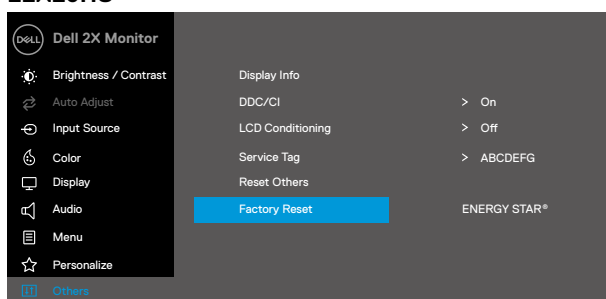 DELL Dell 2X Monitor
Brightness / Contrast Display Info
Auto Adjust DDC/CI > On
Input Source LCD Conditioning > Off
Color Service Tag > ABCDEFG
Display Reset Others
Audio Factory Reset ENERGY STAR®
Menu
Personalize
Others